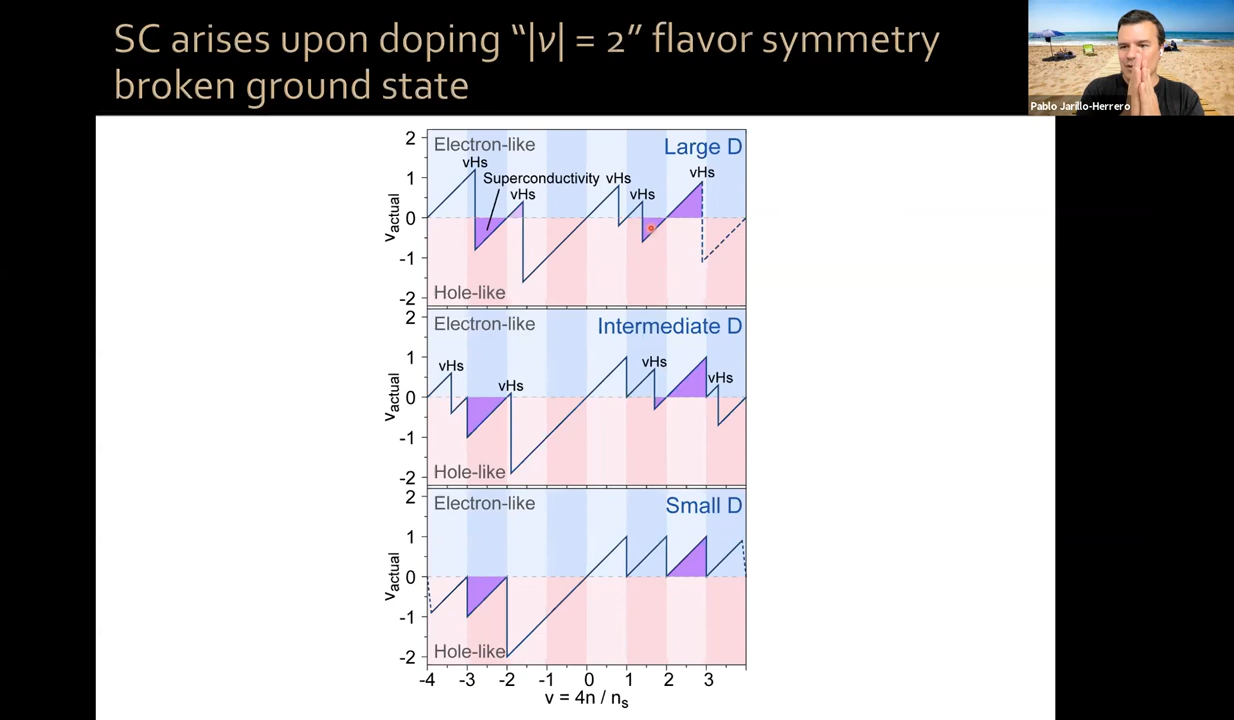 SC arises upon doping “|ν| = 2” flavor symmetry
broken ground state
Pablo Jarillo-Herrero
Electron-like
Large D
vHs
Superconductivity
vHs
vHs
vHs
vHs
2
1
0
-1
-2
νactual
Hole-like
Electron-like
Intermediate D
vHs
vHs
vHs
vHs
2
1
0
-1
-2
νactual
Hole-like
Electron-like
Small D
2
1
0
-1
-2
νactual
Hole-like
-4 -3 -2 -1 0 1 2 3
ν = 4n / ns